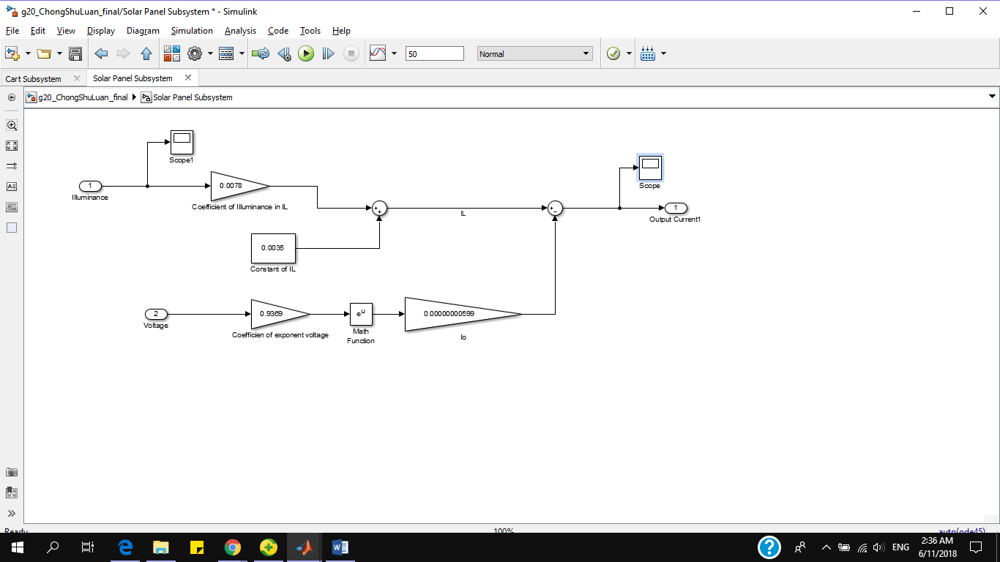 g20_ChongShuLuan_final/Solar Panel Subsystem * - Simulink
File Edit View Display Diagram Simulation Analysis Code Tools Help
50 Normal
Cart Subsystem Solar Panel Subsystem
g20_ChongShuLuan_final Solar Panel Subsystem
Scope1
1
Illuminance
0.0078
Coefficient of Illuminance in IL
+ +
IL
+ −
Scope
1
Output Current1
0.0035
Constant of IL
2
Voltage
0.9369
Coefficien of exponent voltage
e^u
Math
Function
0.00000000599
Io
Ready 100% auto(ode45)
ENG
2:36 AM
6/11/2018